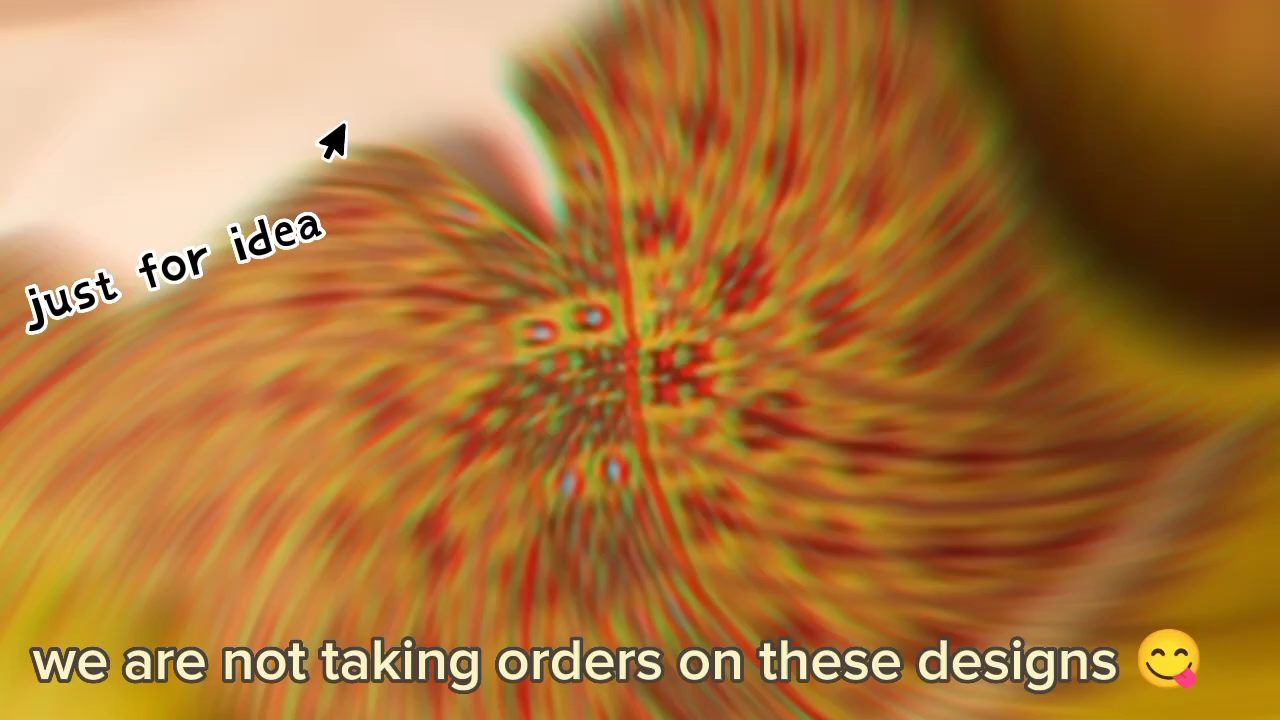 just for idea
we are not taking orders on these designs 😋